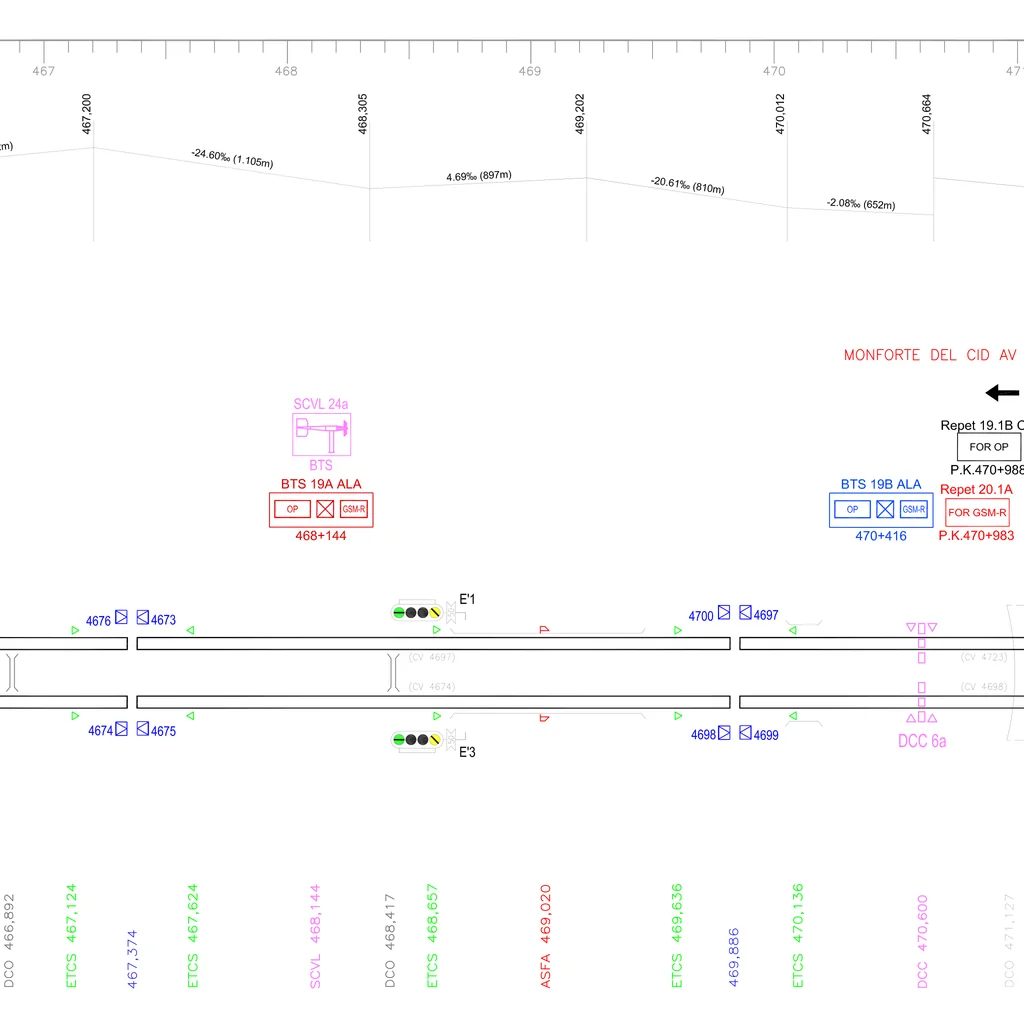 467
468
469
470
471
467,200
468,305
469,202
470,012
470,664
m)
-24.60‰ (1.105m)
4.69‰ (897m)
-20.61‰ (810m)
-2.08‰ (652m)
MONFORTE DEL CID AV
SCVL 24a
BTS
BTS 19A ALA
OP
GSM-R
468+144
BTS 19B ALA
OP
GSM-R
470+416
Repet 19.1B
FOR OP
P.K.470+988
Repet 20.1A
FOR GSM-R
P.K.470+983
E'1
4676
4673
4700
4697
(CV 4697)
(CV 4723)
(CV 4674)
(CV 4698)
4674
4675
4698
4699
E'3
DCC 6a
DCO 466,892
ETCS 467,124
467,374
ETCS 467,624
SCVL 468,144
DCO 468,417
ETCS 468,657
ASFA 469,020
ETCS 469,636
469,886
ETCS 470,136
DCC 470,600
DCO 471,127